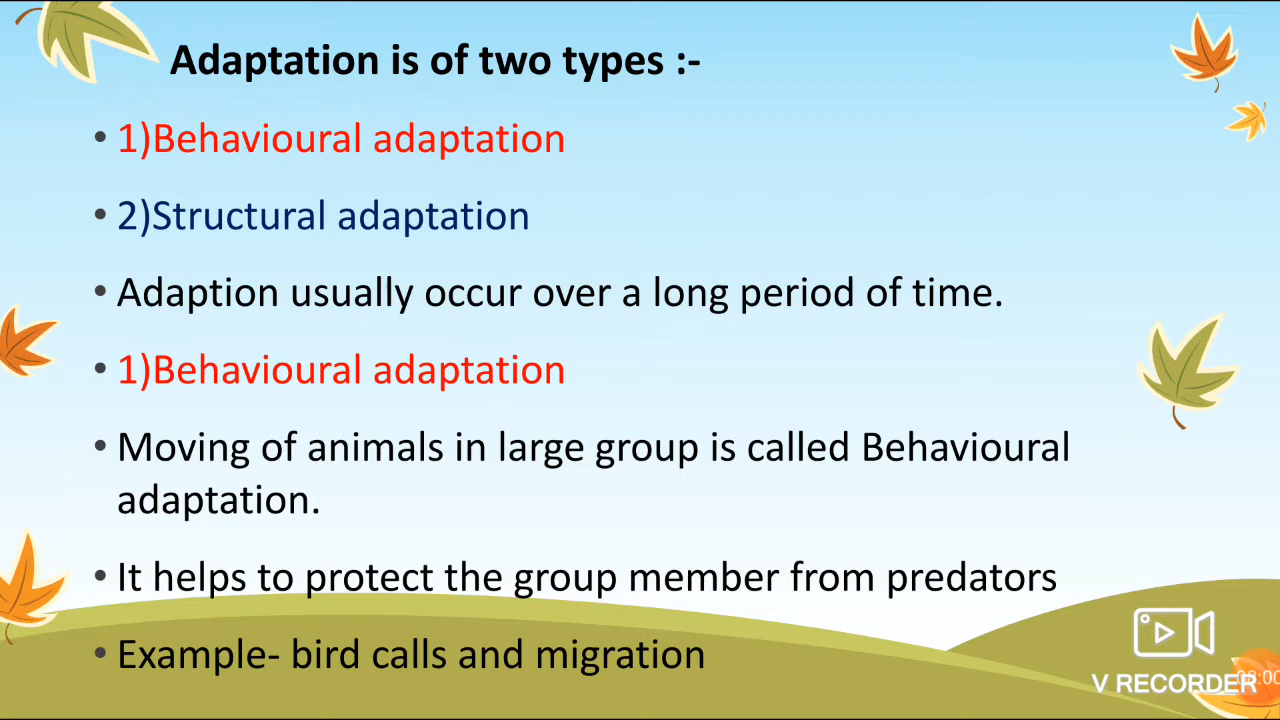 Adaptation is of two types :-
• 1)Behavioural adaptation
• 2)Structural adaptation
• Adaption usually occur over a long period of time.
• 1)Behavioural adaptation
• Moving of animals in large group is called Behavioural
adaptation.
• It helps to protect the group member from predators
• Example- bird calls and migration
V RECORDER